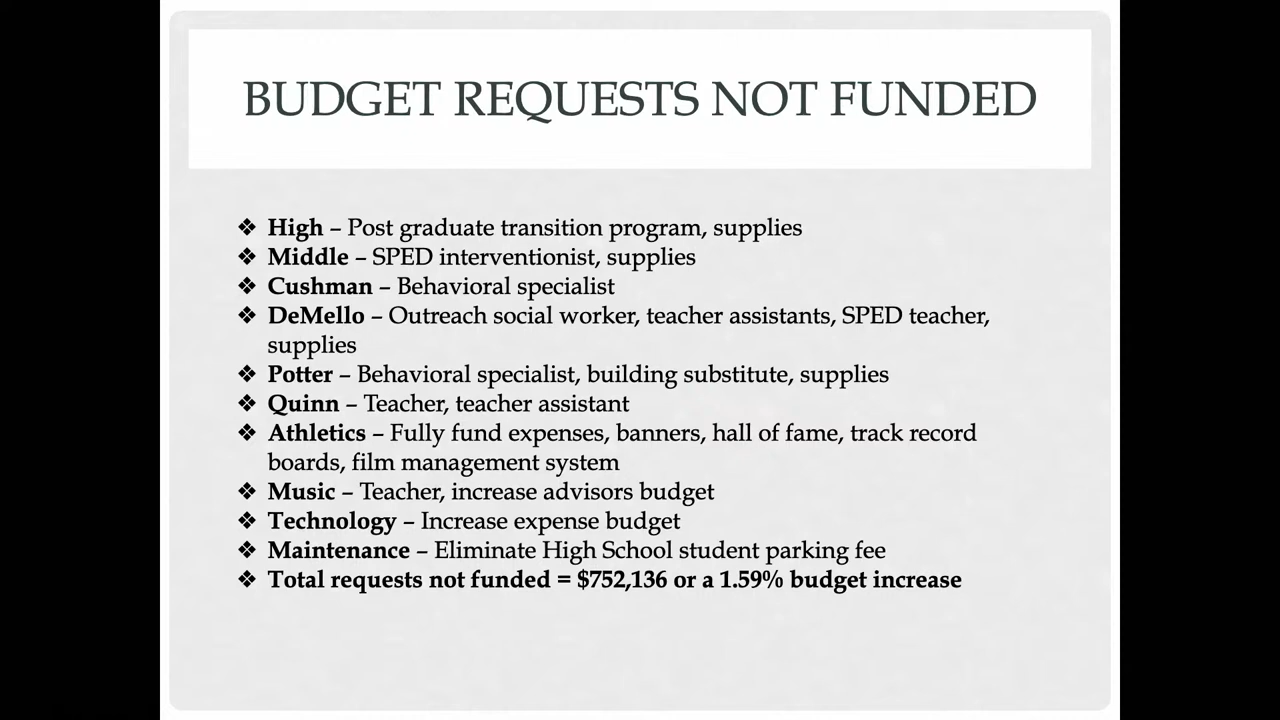 BUDGET REQUESTS NOT FUNDED
❖ High – Post graduate transition program, supplies
❖ Middle – SPED interventionist, supplies
❖ Cushman – Behavioral specialist
❖ DeMello – Outreach social worker, teacher assistants, SPED teacher,
supplies
❖ Potter – Behavioral specialist, building substitute, supplies
❖ Quinn – Teacher, teacher assistant
❖ Athletics – Fully fund expenses, banners, hall of fame, track record
boards, film management system
❖ Music – Teacher, increase advisors budget
❖ Technology – Increase expense budget
❖ Maintenance – Eliminate High School student parking fee
❖ Total requests not funded = $752,136 or a 1.59% budget increase